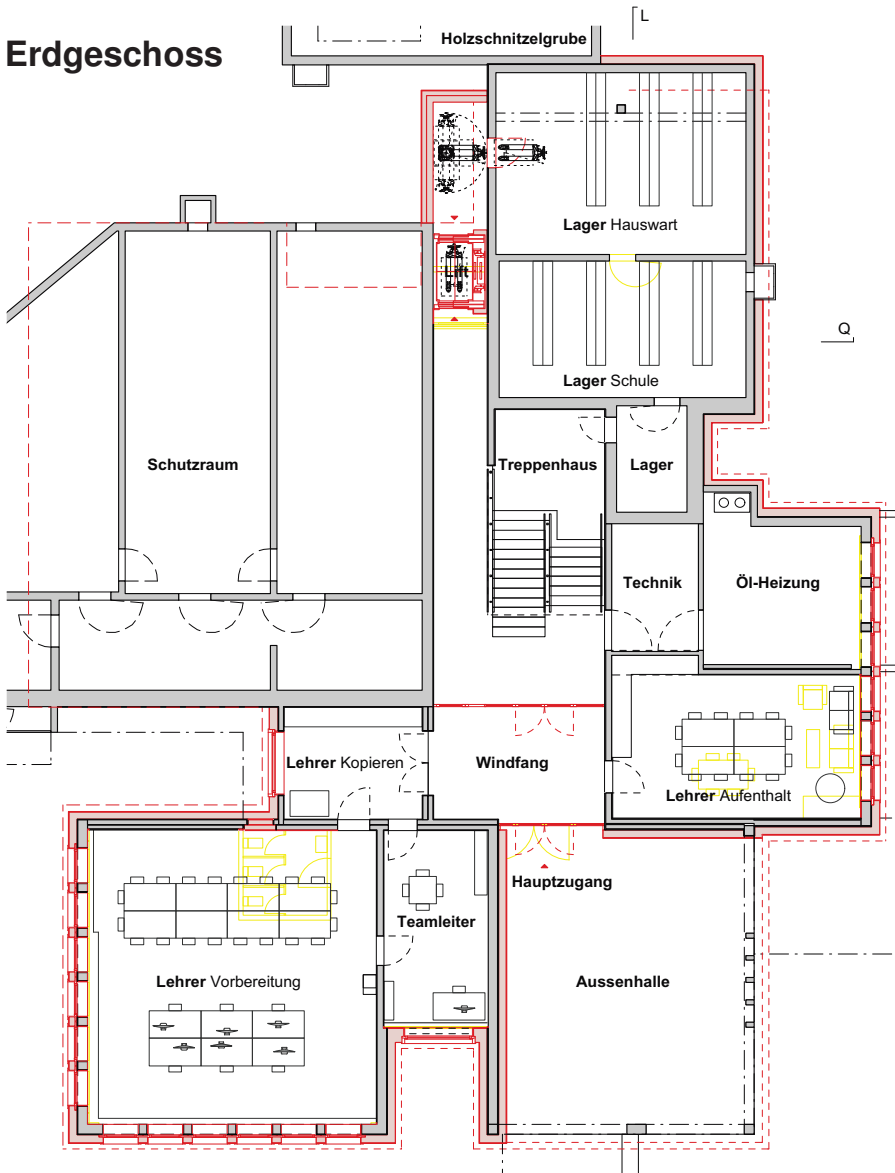 L
Holzschnitzelgrube
Erdgeschoss
Lager Hauswart
Q
Lager Schule
Schutzraum
Treppenhaus
Lager
Technik
Öl-Heizung
Lehrer Kopieren
Windfang
Lehrer Aufenthalt
Hauptzugang
Teamleiter
Lehrer Vorbereitung
Aussenhalle